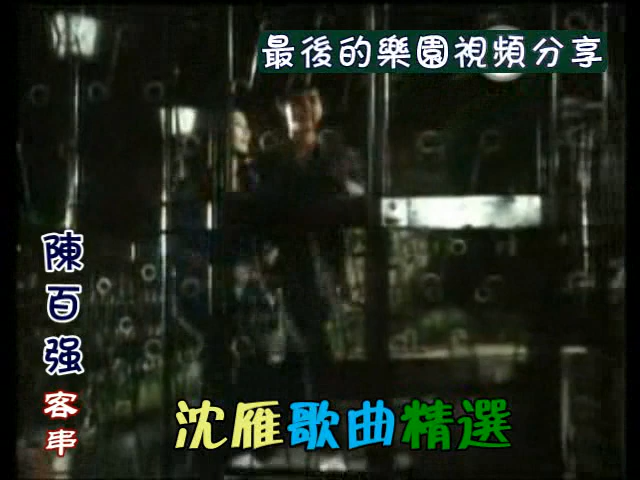 最後的樂園視頻分享
陳百强
客串
沈雁歌曲精選